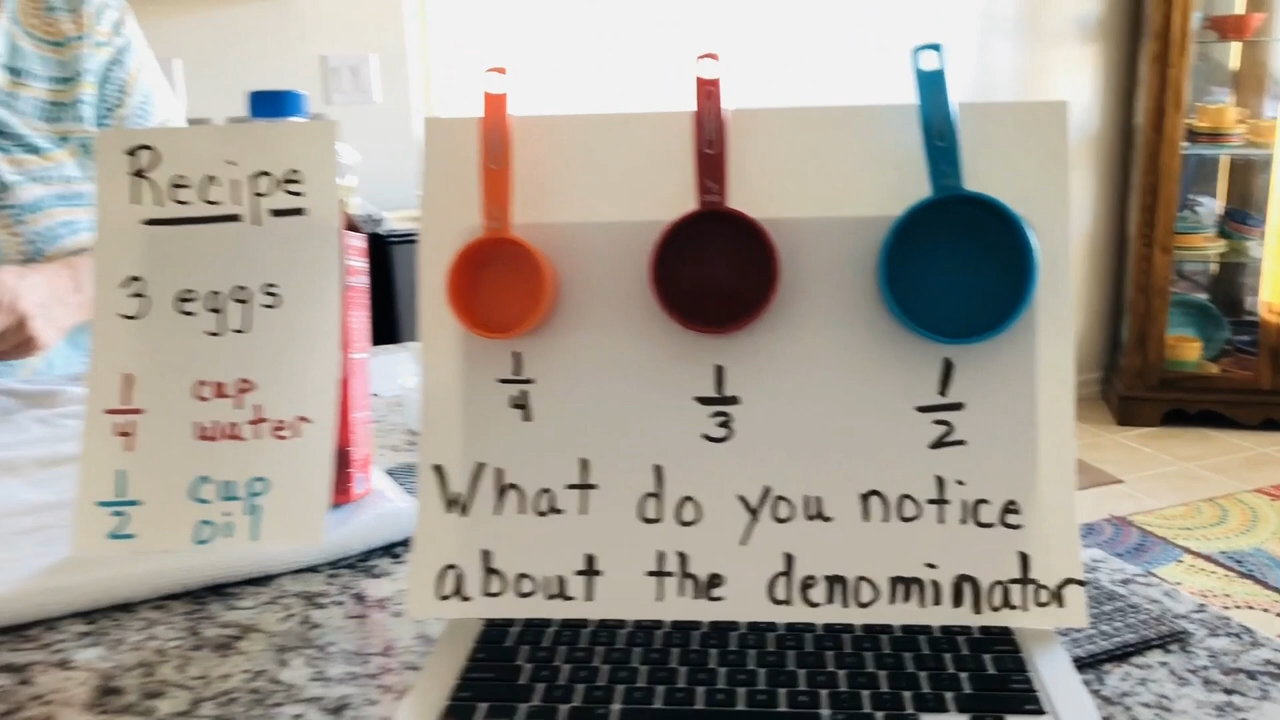 Recipe
3 eggs
1/4 cup
water
1/2 cup
oil
1/4 1/3 1/2
What do you notice
about the denominator